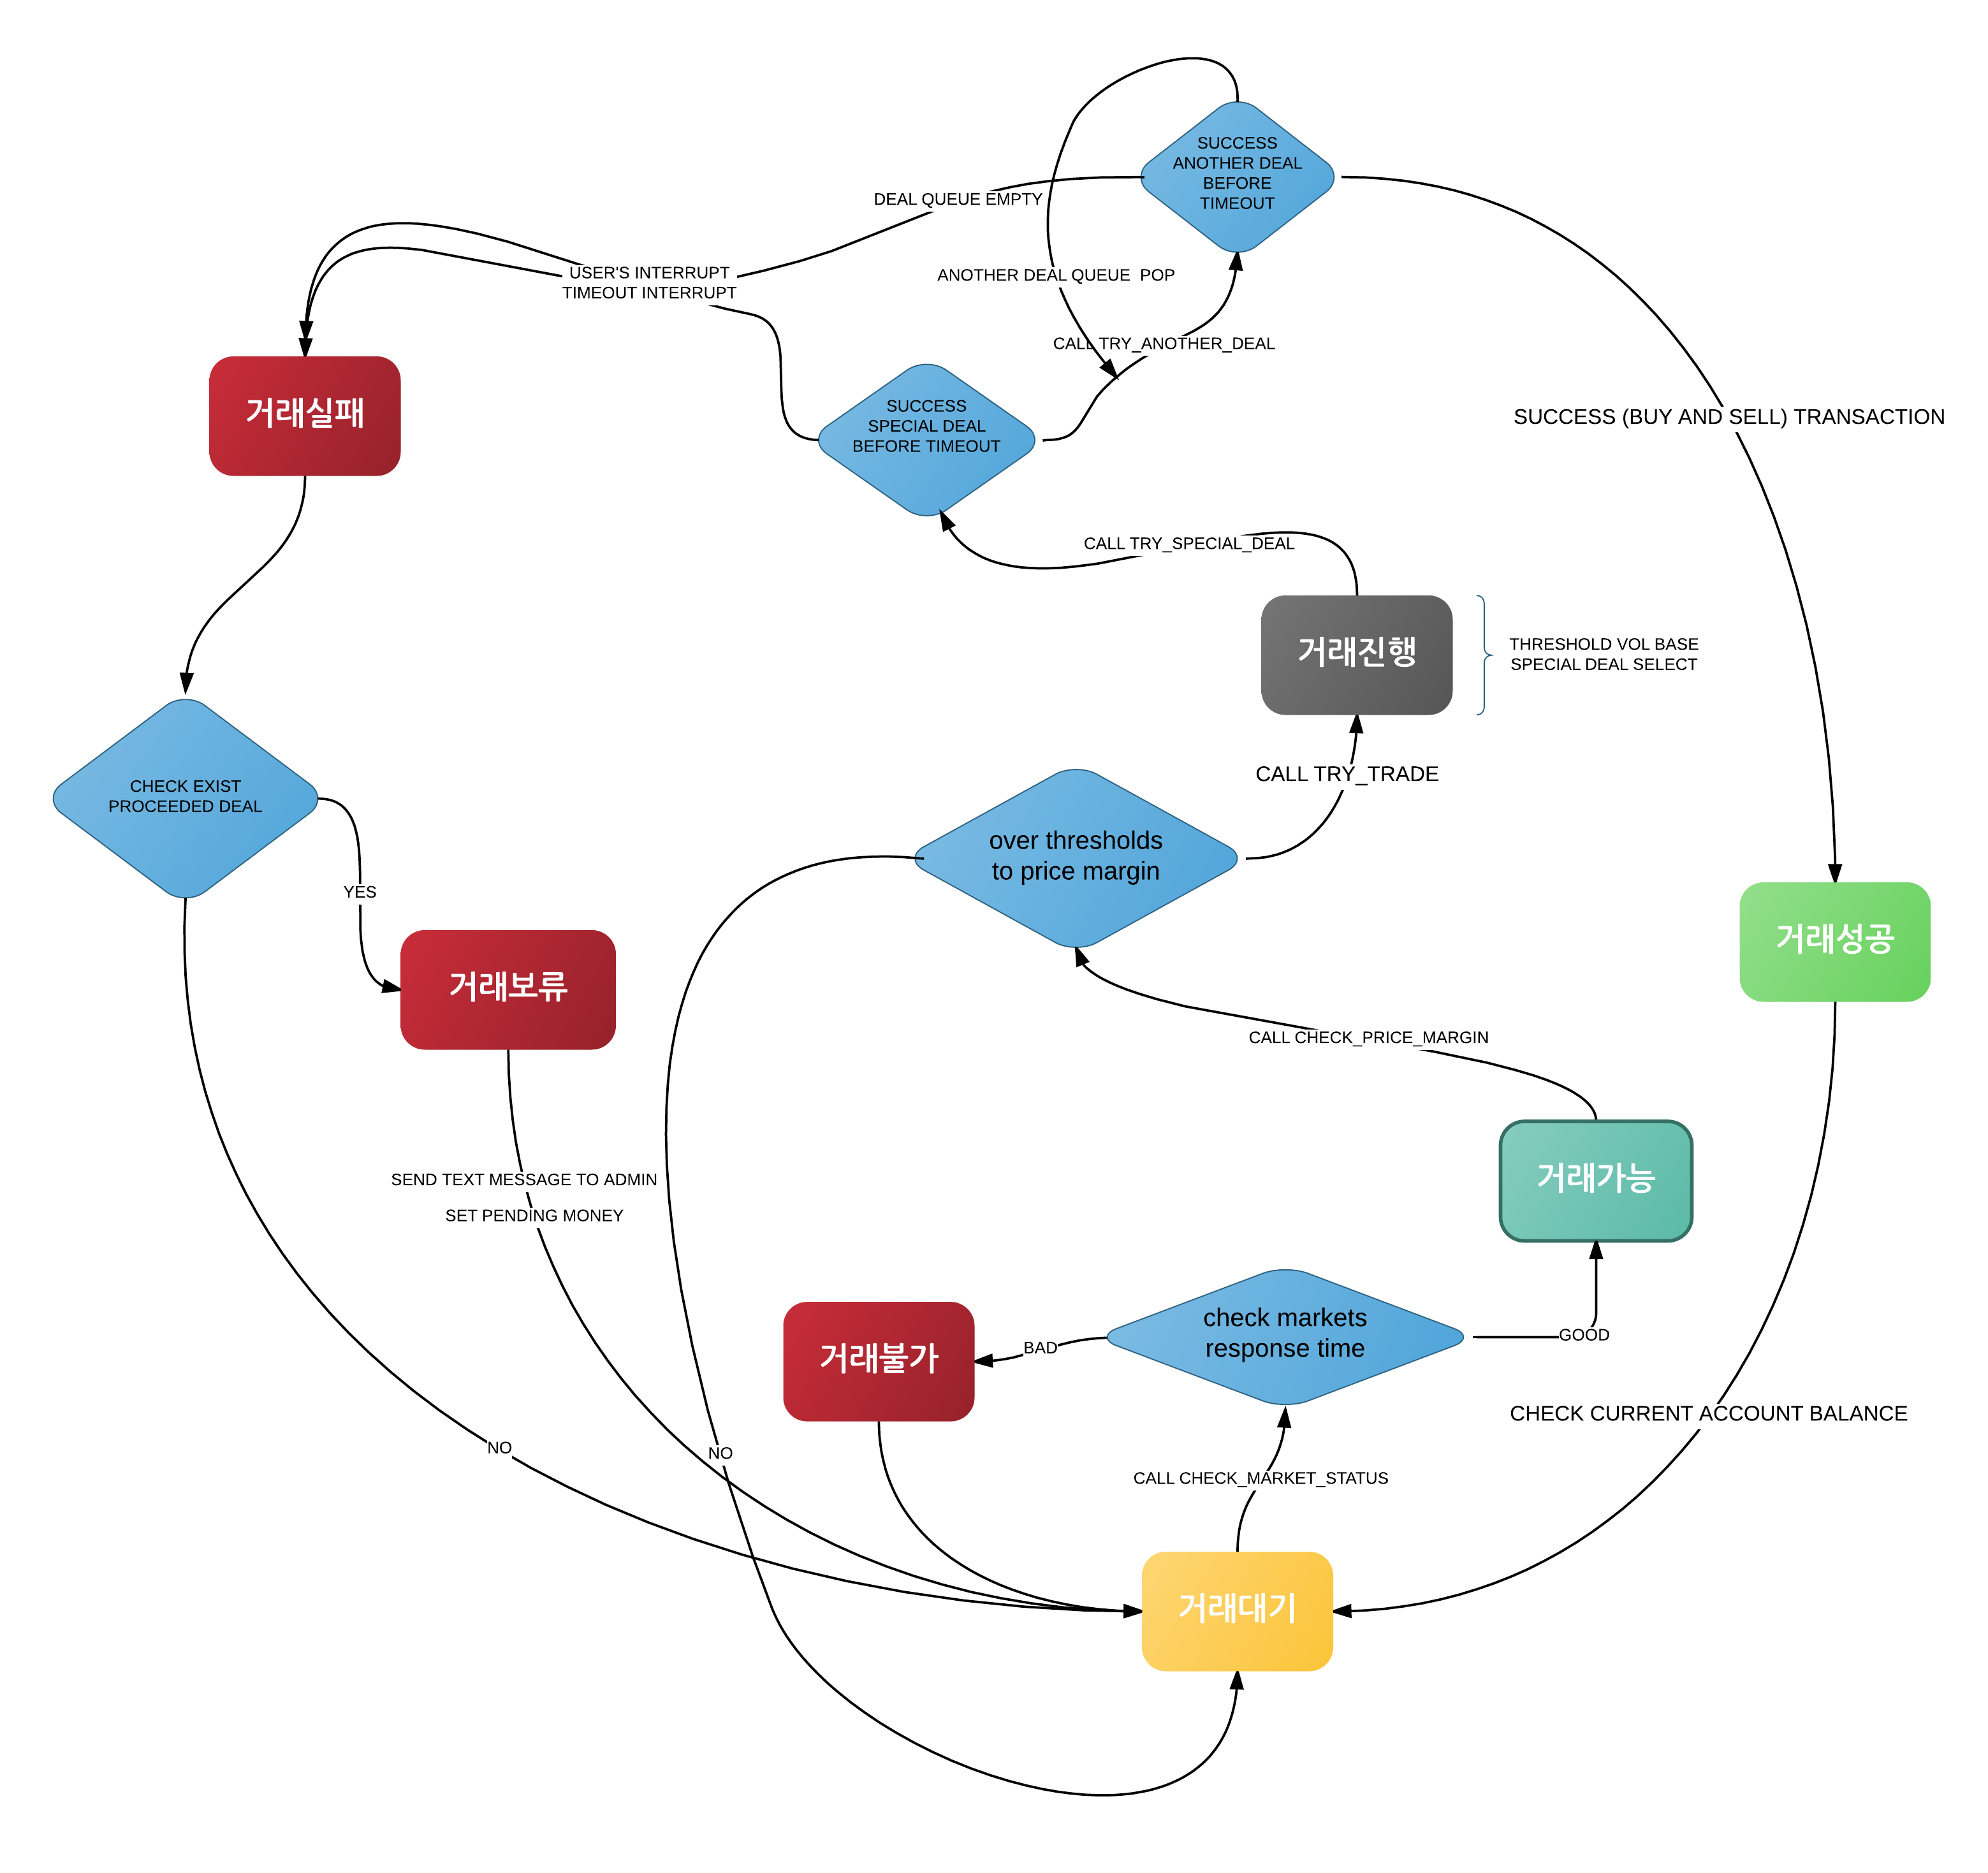 SUCCESS
ANOTHER DEAL
BEFORE
TIMEOUT
DEAL QUEUE EMPTY
USER'S INTERRUPT
TIMEOUT INTERRUPT
ANOTHER DEAL QUEUE  POP
CALL TRY_ANOTHER_DEAL
거래실패
SUCCESS
SPECIAL DEAL
BEFORE TIMEOUT
SUCCESS (BUY AND SELL) TRANSACTION
CALL TRY_SPECIAL_DEAL
거래진행
THRESHOLD VOL BASE
SPECIAL DEAL SELECT
CALL TRY_TRADE
CHECK EXIST
PROCEEDED DEAL
over thresholds
to price margin
YES
거래성공
거래보류
CALL CHECK_PRICE_MARGIN
SEND TEXT MESSAGE TO ADMIN
SET PENDING MONEY
거래가능
check markets
response time
BAD
GOOD
거래불가
CHECK CURRENT ACCOUNT BALANCE
NO
NO
CALL CHECK_MARKET_STATUS
거래대기